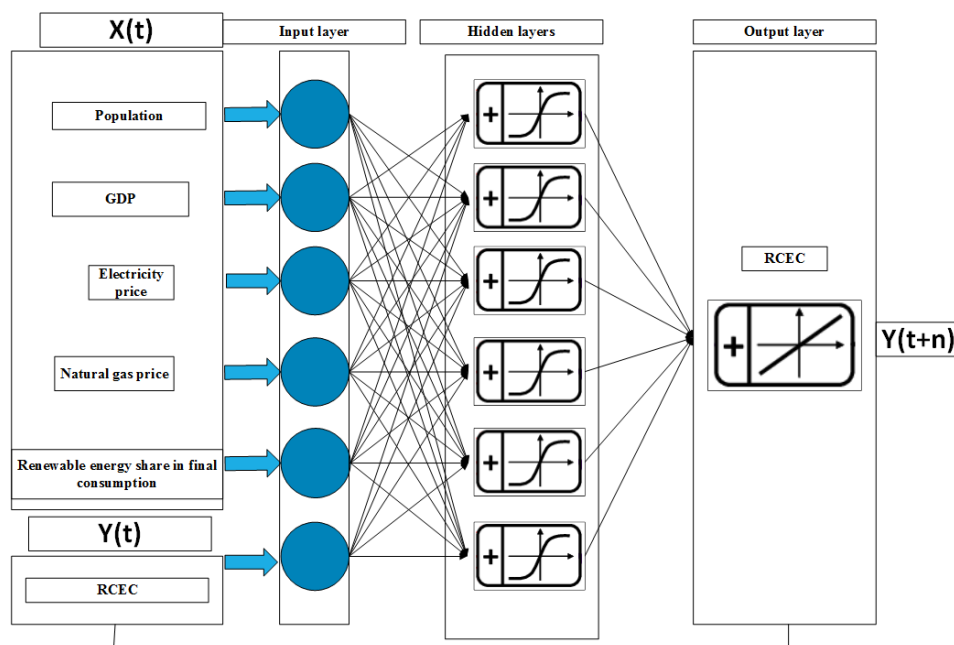 X(t)
Input layer
Hidden layers
Output layer
Population
GDP
Electricity
price
Natural gas price
Renewable energy share in final
consumption
Y(t)
RCEC
+
+
+
+
+
+
RCEC
+
Y(t+n)